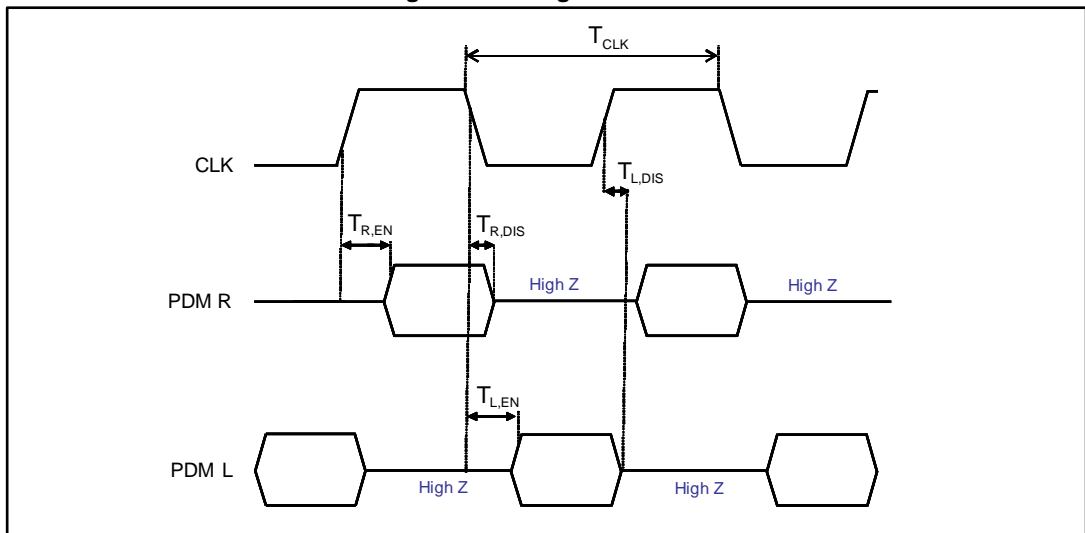 T_CLK
CLK
T_L,DIS
T_R,EN
T_R,DIS
PDM R
High Z
High Z
T_L,EN
PDM L
High Z
High Z